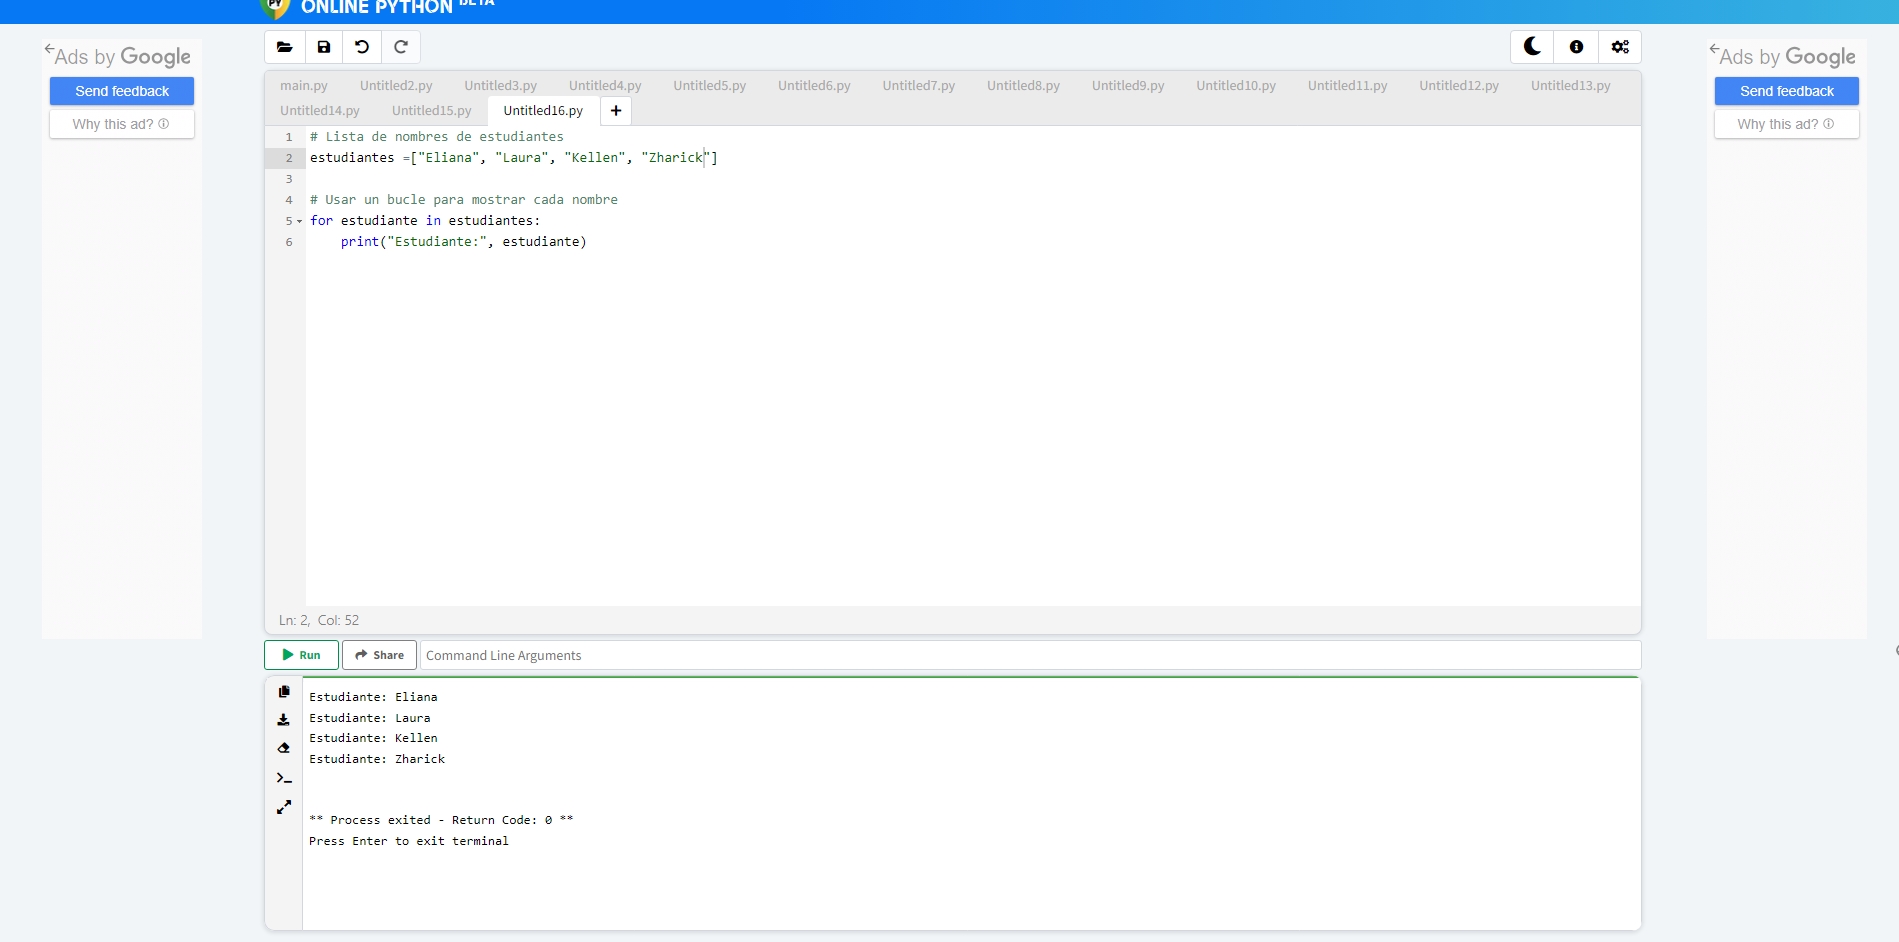 ONLINE PYTHON BETA
Ads by Google
Send feedback
Why this ad?
Ads by Google
Send feedback
Why this ad?
main.py Untitled2.py Untitled3.py Untitled4.py Untitled5.py Untitled6.py Untitled7.py Untitled8.py Untitled9.py Untitled10.py Untitled11.py Untitled12.py Untitled13.py
Untitled14.py Untitled15.py Untitled16.py +
1 # Lista de nombres de estudiantes
2 estudiantes =["Eliana", "Laura", "Kellen", "Zharick"]
3
4 # Usar un bucle para mostrar cada nombre
5 for estudiante in estudiantes:
6     print("Estudiante:", estudiante)
Ln: 2, Col: 52
Run Share Command Line Arguments
Estudiante: Eliana
Estudiante: Laura
Estudiante: Kellen
Estudiante: Zharick
** Process exited - Return Code: 0 **
Press Enter to exit terminal